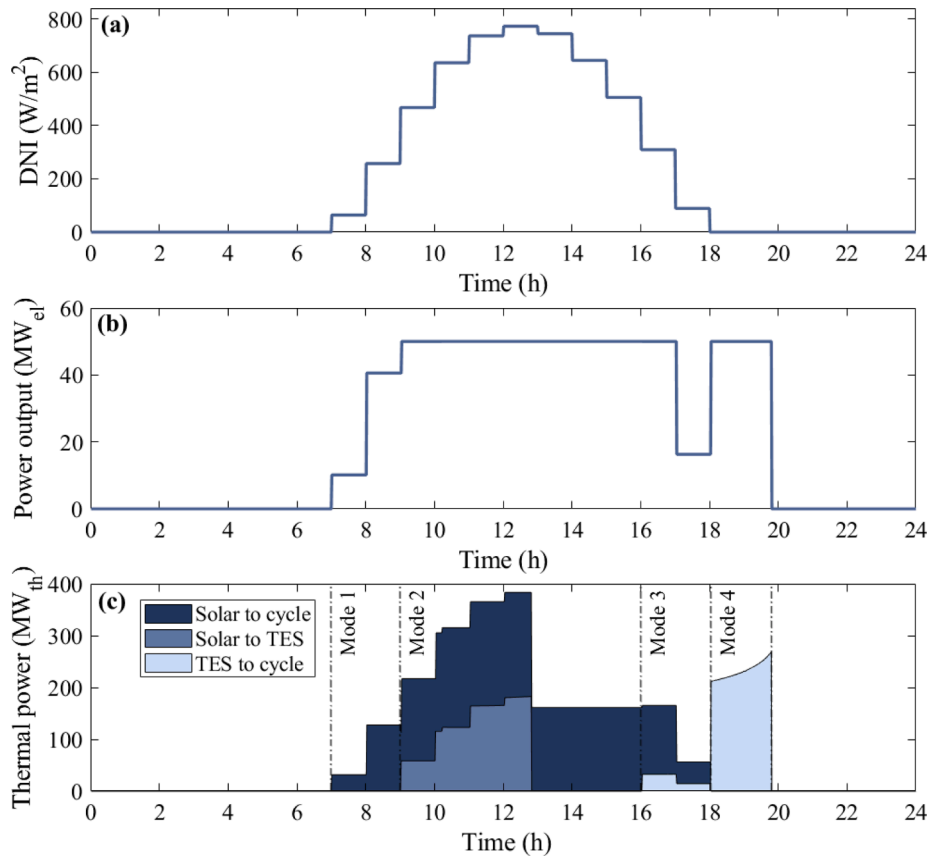 (a)
DNI (W/m²)
800
600
400
200
0
0 2 4 6 8 10 12 14 16 18 20 22 24
Time (h)
(b)
Power output (MWel)
60
40
20
0
0 2 4 6 8 10 12 14 16 18 20 22 24
Time (h)
(c)
Thermal power (MWth)
400
300
200
100
0
Solar to cycle
Solar to TES
TES to cycle
Mode 1
Mode 2
Mode 3
Mode 4
0 2 4 6 8 10 12 14 16 18 20 22 24
Time (h)